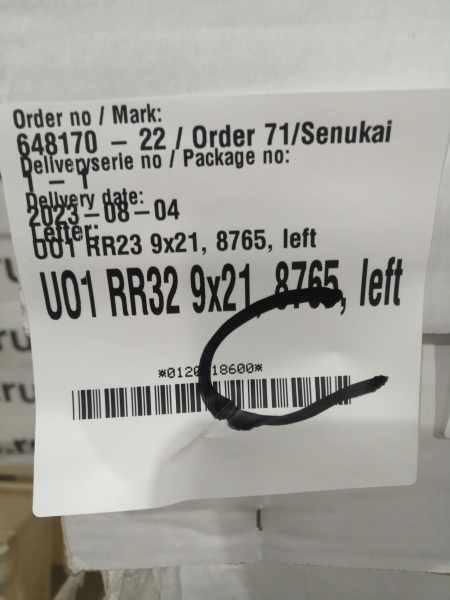 Order no / Mark:
648170 - 22 / Order 71/Senukai
Deliveryserie no / Package no:
1 - 1
Delivery date:
2023-08-04
Lefter:
U01 RR23 9x21, 8765, left
U01 RR32 9x21, 8765, left